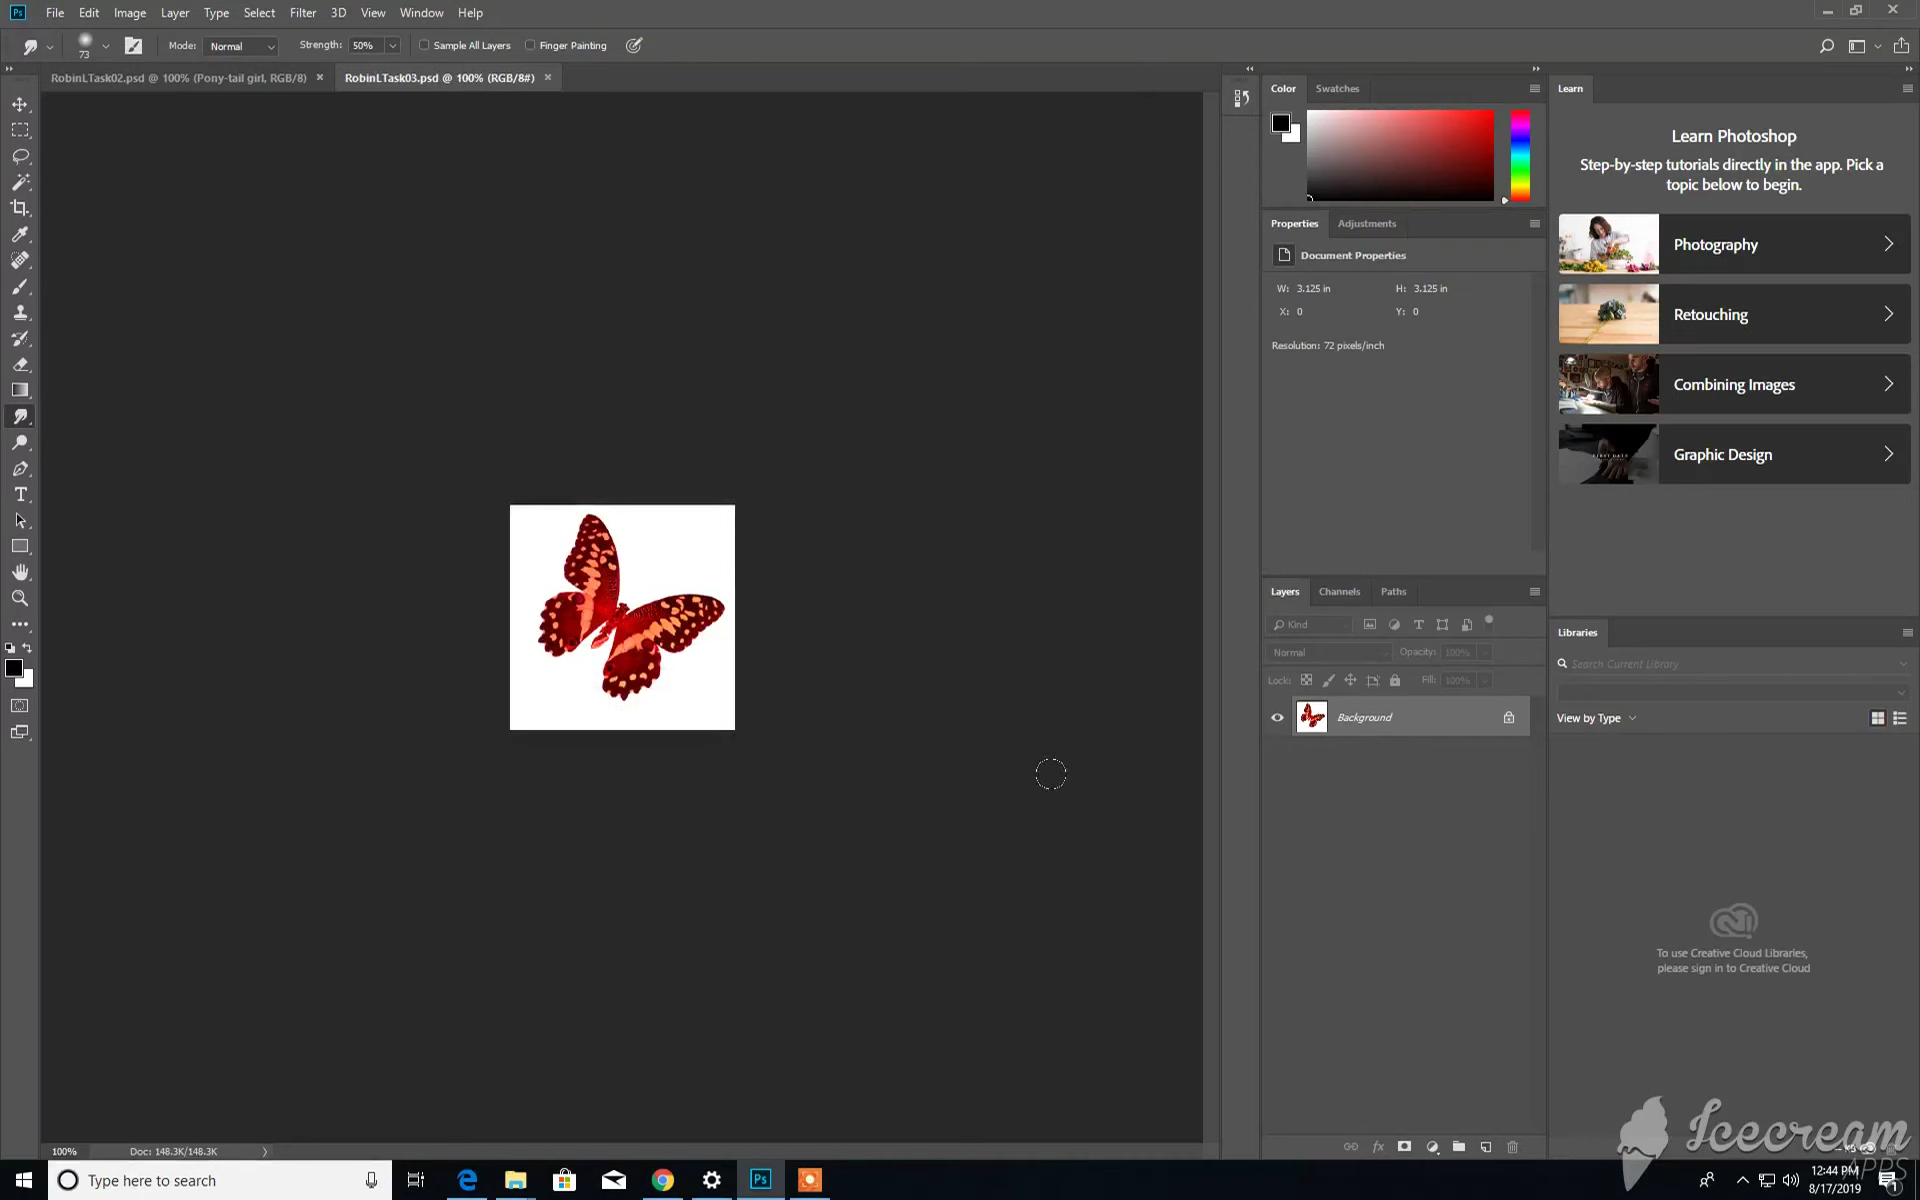 Ps File Edit Image Layer Type Select Filter 3D View Window Help
73 Mode: Normal Strength: 50% Sample All Layers Finger Painting
RobinLTask02.psd @ 100% (Pony-tail girl, RGB/8) × RobinLTask03.psd @ 100% (RGB/8#) ×
Color Swatches
Learn
Learn Photoshop
Step-by-step tutorials directly in the app. Pick a
topic below to begin.
Photography
Retouching
Combining Images
Graphic Design
Properties Adjustments
Document Properties
W: 3.125 in H: 3.125 in
X: 0 Y: 0
Resolution: 72 pixels/inch
Layers Channels Paths
Kind
Normal Opacity: 100%
Lock: Fill: 100%
Background
fx
Libraries
Search Current Library
View by Type
To use Creative Cloud Libraries,
please sign in to Creative Cloud
100% Doc: 148.3K/148.3K
Icecream
APPS
Type here to search
Ps
12:44 PM
8/17/2019
1